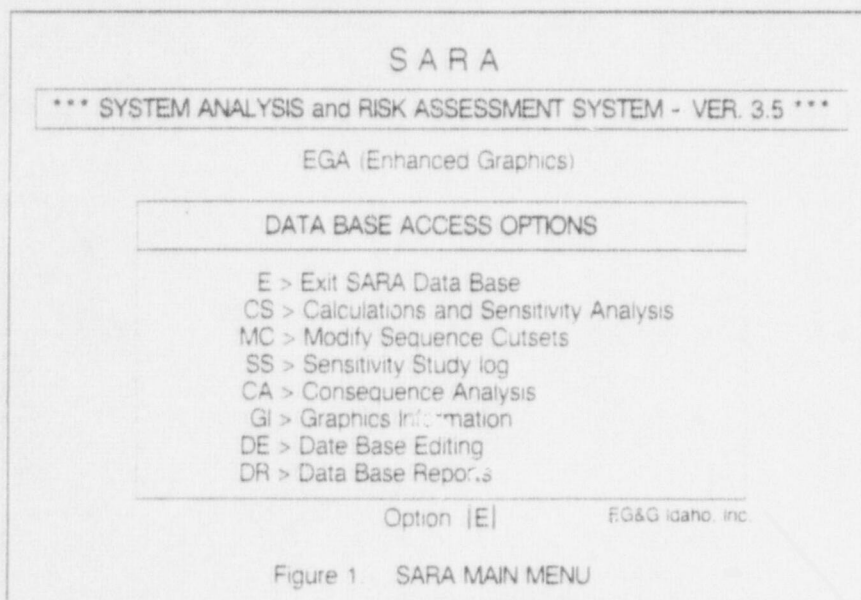 S A R A
*** SYSTEM ANALYSIS and RISK ASSESSMENT SYSTEM - VER. 3.5 ***
EGA (Enhanced Graphics)
DATA BASE ACCESS OPTIONS
E > Exit SARA Data Base
CS > Calculations and Sensitivity Analysis
MC > Modify Sequence Cutsets
SS > Sensitivity Study log
CA > Consequence Analysis
GI > Graphics Information
DE > Date Base Editing
DR > Data Base Reports
Option |E| EG&G Idaho, Inc.
Figure 1. SARA MAIN MENU